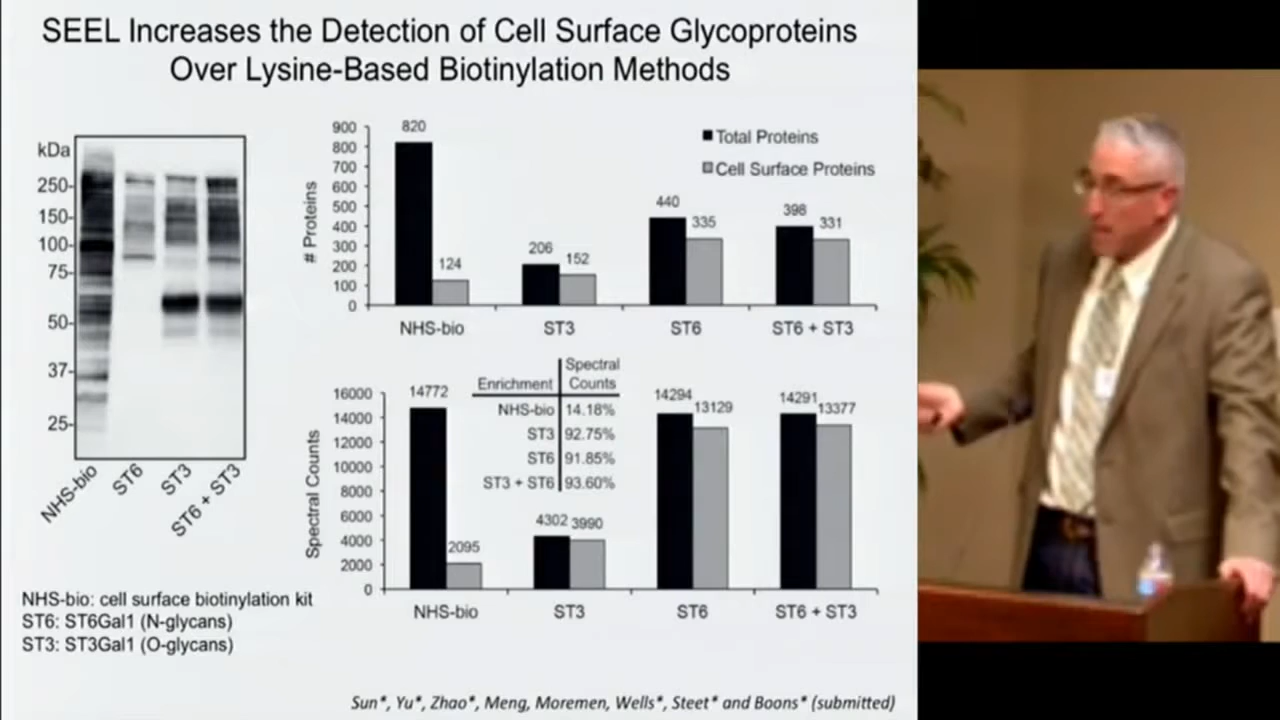 SEEL Increases the Detection of Cell Surface Glycoproteins
Over Lysine-Based Biotinylation Methods
kDa
250-
150-
100-
75-
50-
37-
25-
NHS-bio
ST6
ST3
ST6 + ST3
NHS-bio: cell surface biotinylation kit
ST6: ST6Gal1 (N-glycans)
ST3: ST3Gal1 (O-glycans)
# Proteins
900
800
700
600
500
400
300
200
100
0
820
124
206
152
440
335
398
331
Total Proteins
Cell Surface Proteins
NHS-bio
ST3
ST6
ST6 + ST3
Spectral Counts
16000
14000
12000
10000
8000
6000
4000
2000
0
14772
2095
4302
3990
14294
13129
14291
13377
Enrichment Spectral Counts
NHS-bio 14.18%
ST3 92.75%
ST6 91.85%
ST3 + ST6 93.60%
NHS-bio
ST3
ST6
ST6 + ST3
Sun*, Yu*, Zhao*, Meng, Moremen, Wells*, Steet* and Boons* (submitted)